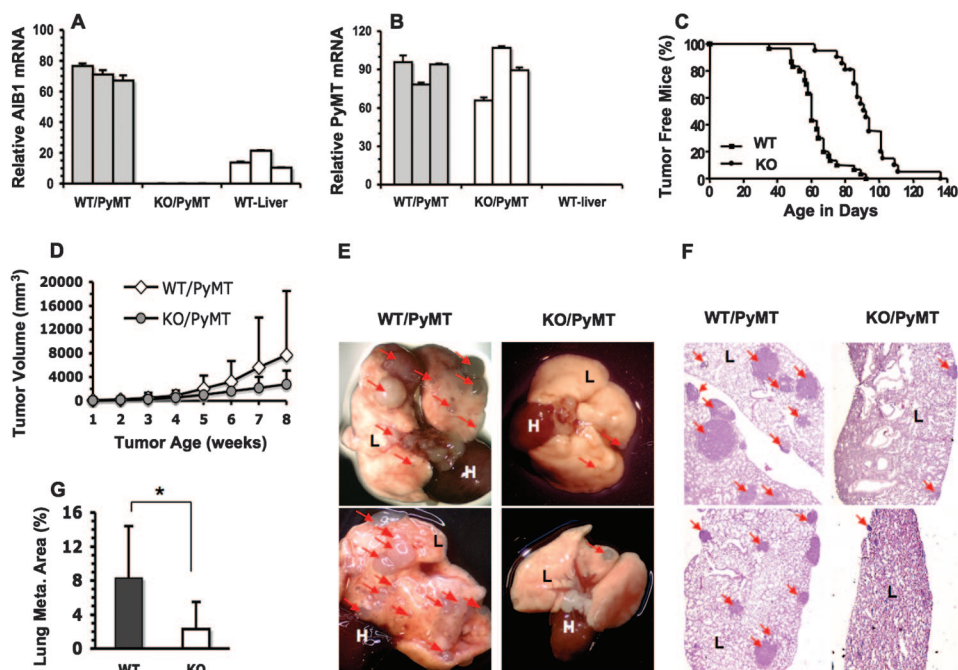 A
Relative AIB1 mRNA
100
80
60
40
20
0
WT/PyMT KO/PyMT WT-Liver
B
Relative PyMT mRNA
120
90
60
30
0
WT/PyMT KO/PyMT WT-liver
C
Tumor Free Mice (%)
100
80
60
40
20
0
WT
KO
0 20 40 60 80 100 120 140
Age in Days
D
Tumor Volume (mm³)
20000
16000
12000
8000
4000
0
WT/PyMT
KO/PyMT
1 2 3 4 5 6 7 8
Tumor Age (weeks)
E
WT/PyMT KO/PyMT
L
H
L
H
L
H
L
H
F
WT/PyMT KO/PyMT
L
L
L
L
G
Lung Meta. Area (%)
16
12
8
4
0
*
WT KO